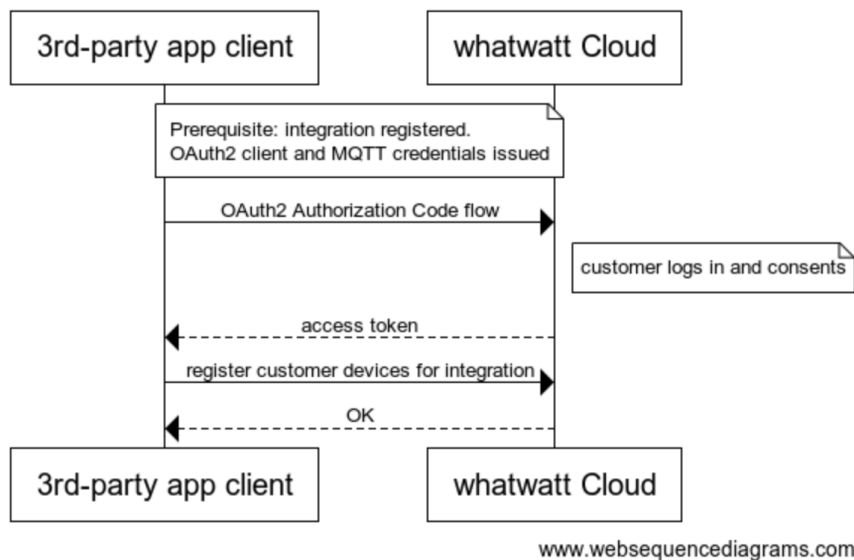 3rd-party app client
whatwatt Cloud
Prerequisite: integration registered.
OAuth2 client and MQTT credentials issued
OAuth2 Authorization Code flow
customer logs in and consents
access token
register customer devices for integration
OK
3rd-party app client
whatwatt Cloud
www.websequencediagrams.com